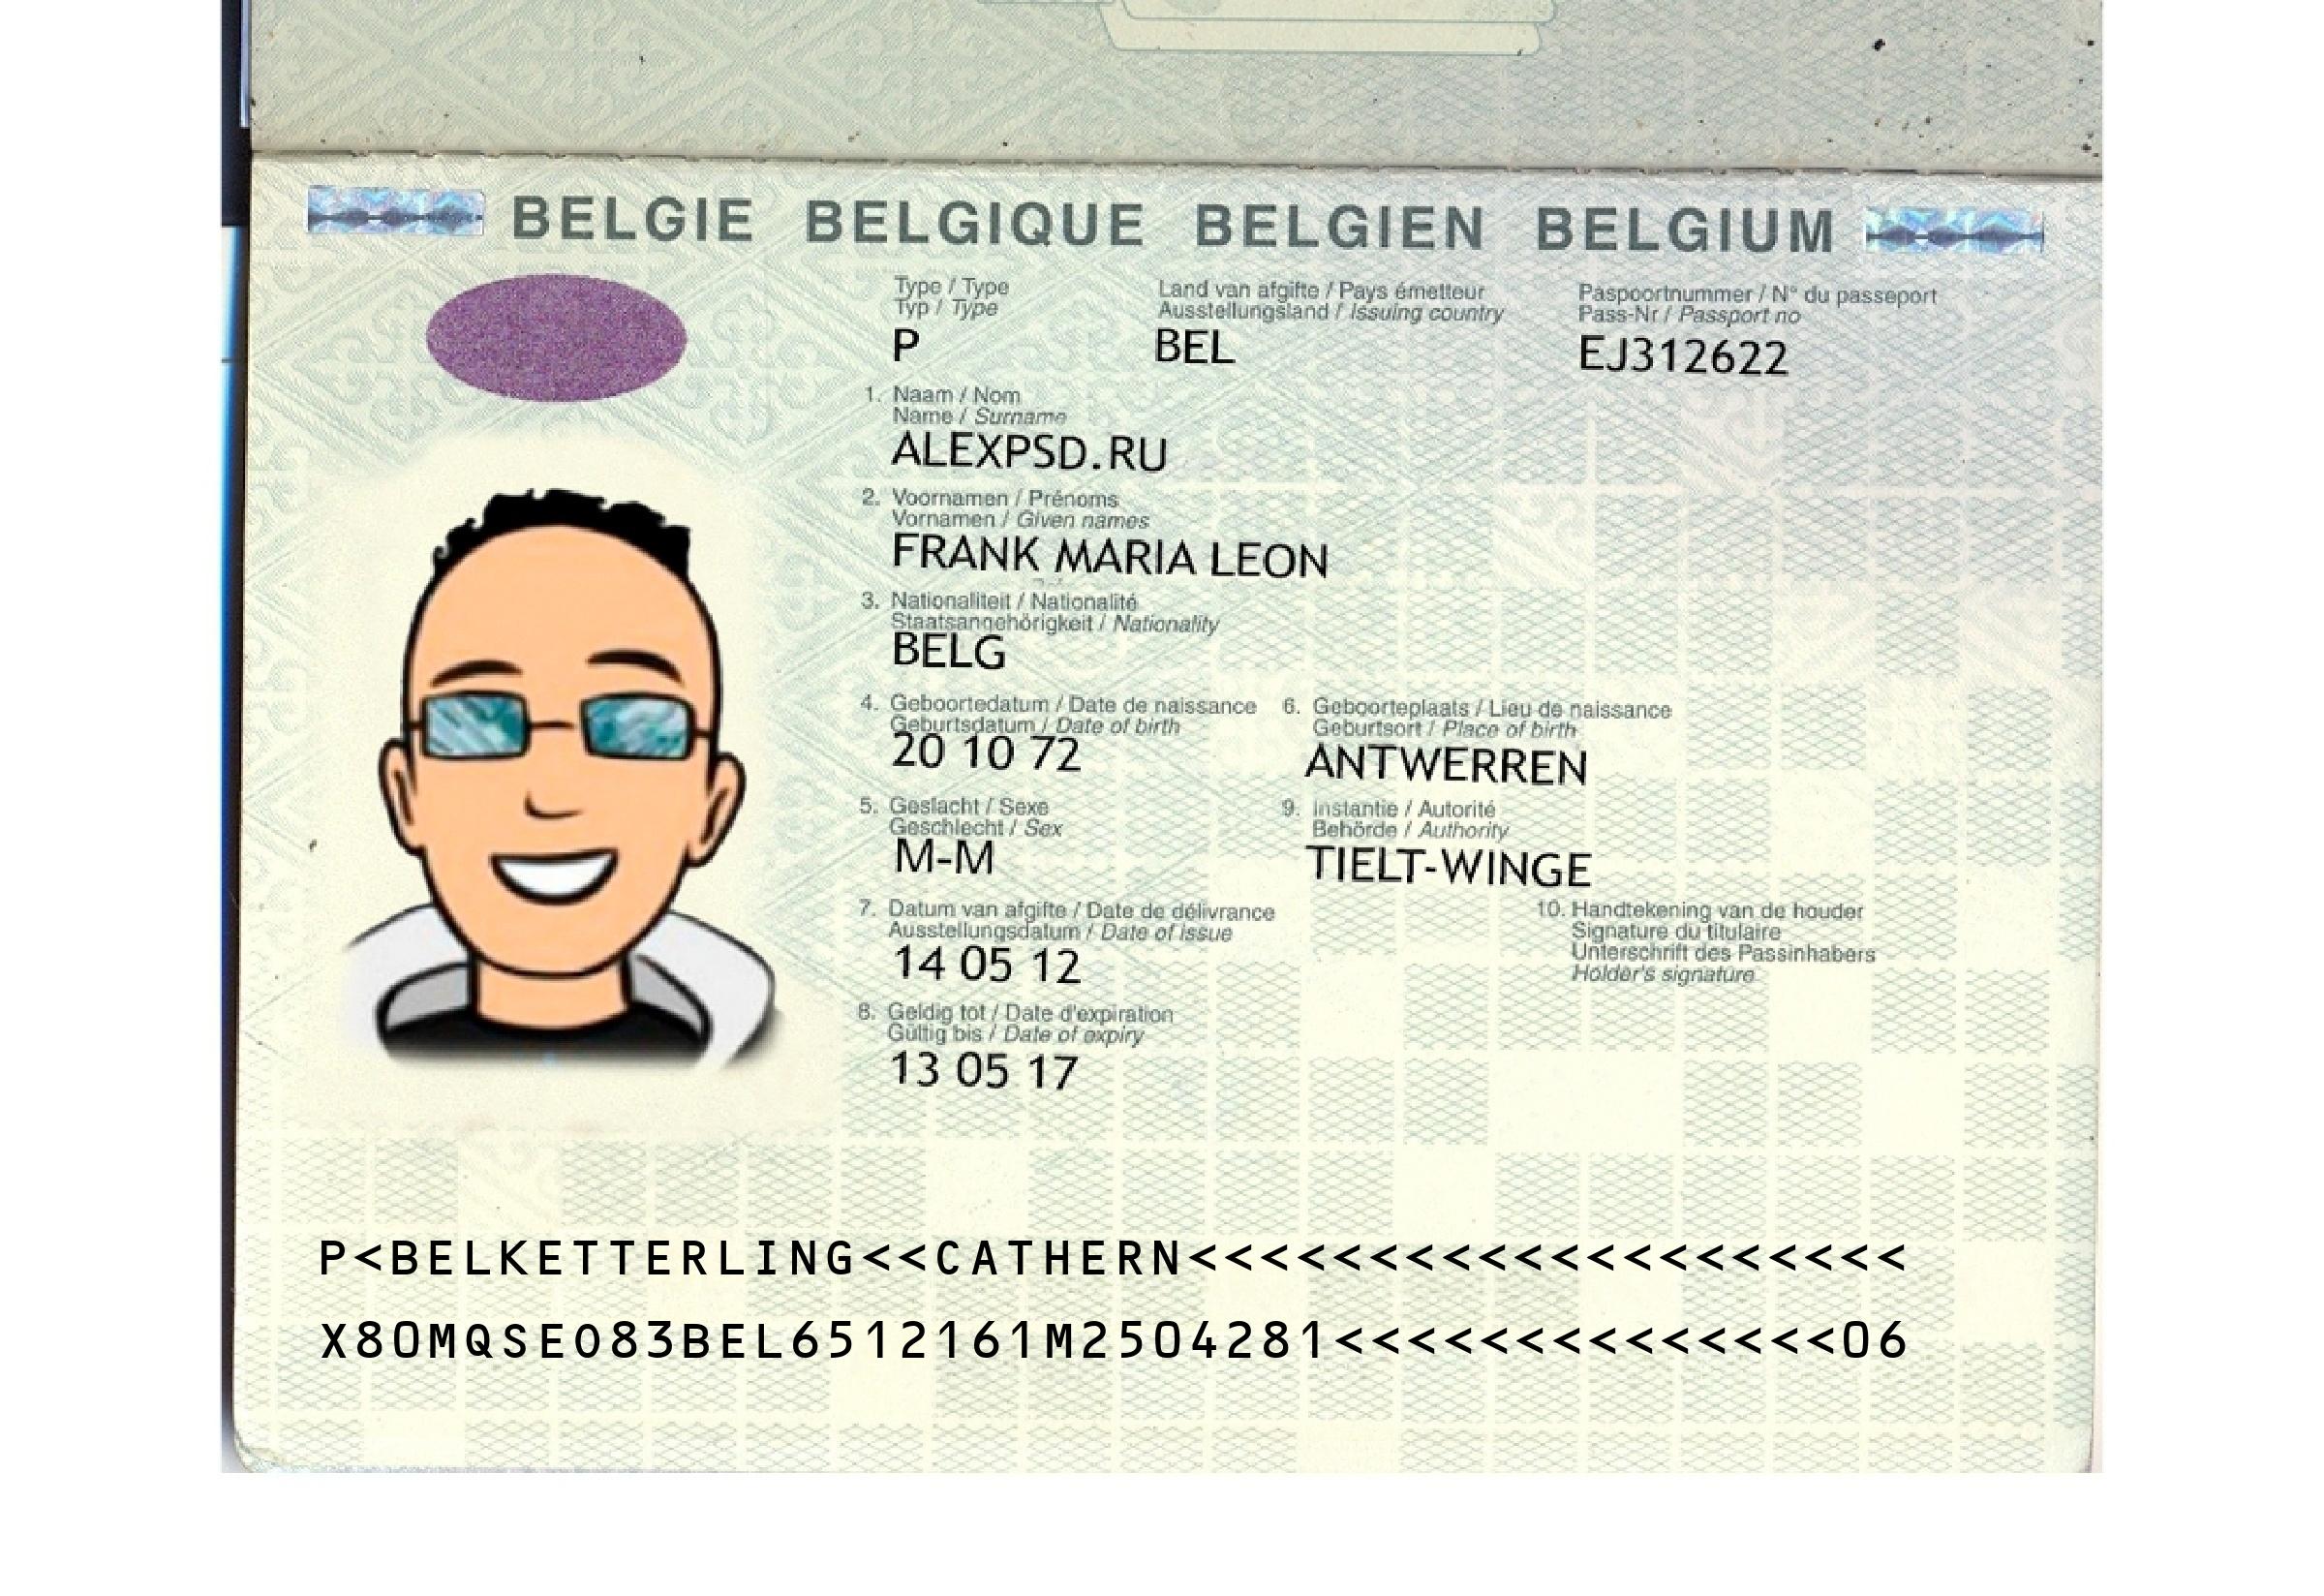 BELGIE BELGIQUE BELGIEN BELGIUM
Type / Type
Typ / Type
P
Land van afgifte / Pays émetteur
Ausstellungsland / Issuing country
BEL
Paspoortnummer / N° du passeport
Pass-Nr / Passport no
EJ312622
1. Naam / Nom
Name / Surname
ALEXPSD.RU
2. Voornamen / Prénoms
Vornamen / Given names
FRANK MARIA LEON
3. Nationaliteit / Nationalité
Staatsangehörigkeit / Nationality
BELG
4. Geboortedatum / Date de naissance
Geburtsdatum / Date of birth
20 10 72
6. Geboorteplaats / Lieu de naissance
Geburtsort / Place of birth
ANTWERREN
5. Geslacht / Sexe
Geschlecht / Sex
M-M
9. Instantie / Autorité
Behörde / Authority
TIELT-WINGE
7. Datum van afgifte / Date de délivrance
Ausstellungsdatum / Date of issue
14 05 12
10. Handtekening van de houder
Signature du titulaire
Unterschrift des Passinhabers
Holder's signature
8. Geldig tot / Date d'expiration
Gültig bis / Date of expiry
13 05 17
P<BELKETTERLING<<CATHERN<<<<<<<<<<<<<<<<<<<<
X80MQSE083BEL6512161M2504281<<<<<<<<<<<<<<06